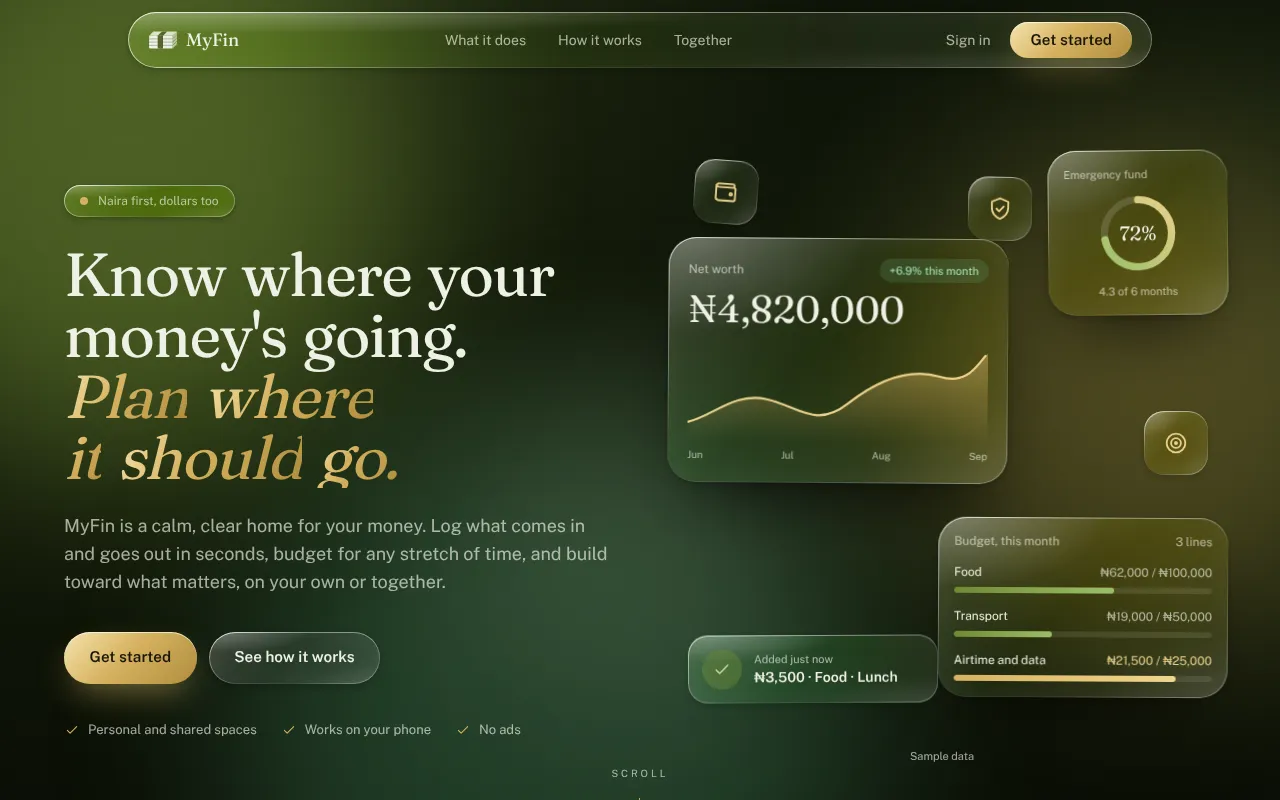 MyFin
What it does
How it works
Together
Sign in
Get started
Naira first, dollars too
Know where your
money's going.
Plan where
it should go.
MyFin is a calm, clear home for your money. Log what comes in
and goes out in seconds, budget for any stretch of time, and build
toward what matters, on your own or together.
Get started
See how it works
Personal and shared spaces
Works on your phone
No ads
Emergency fund
72%
4.3 of 6 months
Net worth
+6.9% this month
₦4,820,000
Jun
Jul
Aug
Sep
Budget, this month
3 lines
Food
₦62,000 / ₦100,000
Transport
₦19,000 / ₦50,000
Airtime and data
₦21,500 / ₦25,000
Added just now
₦3,500 · Food · Lunch
Sample data
SCROLL